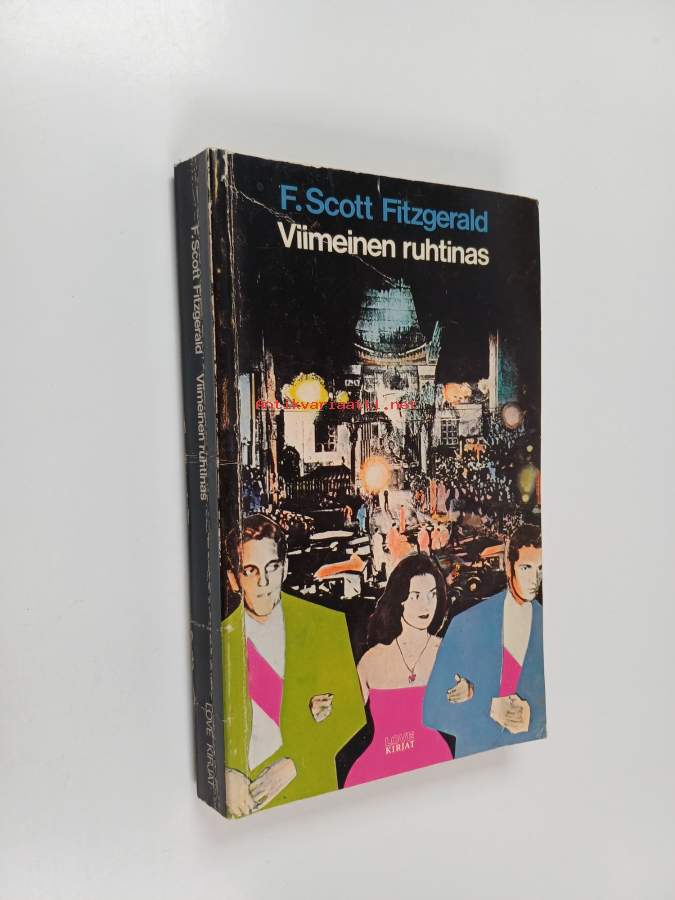 F. Scott Fitzgerald
Viimeinen ruhtinas
antikvariaatti.net
LOVE
KIRJAT
F. Scott Fitzgerald Viimeinen ruhtinas LOVE KIRJAT